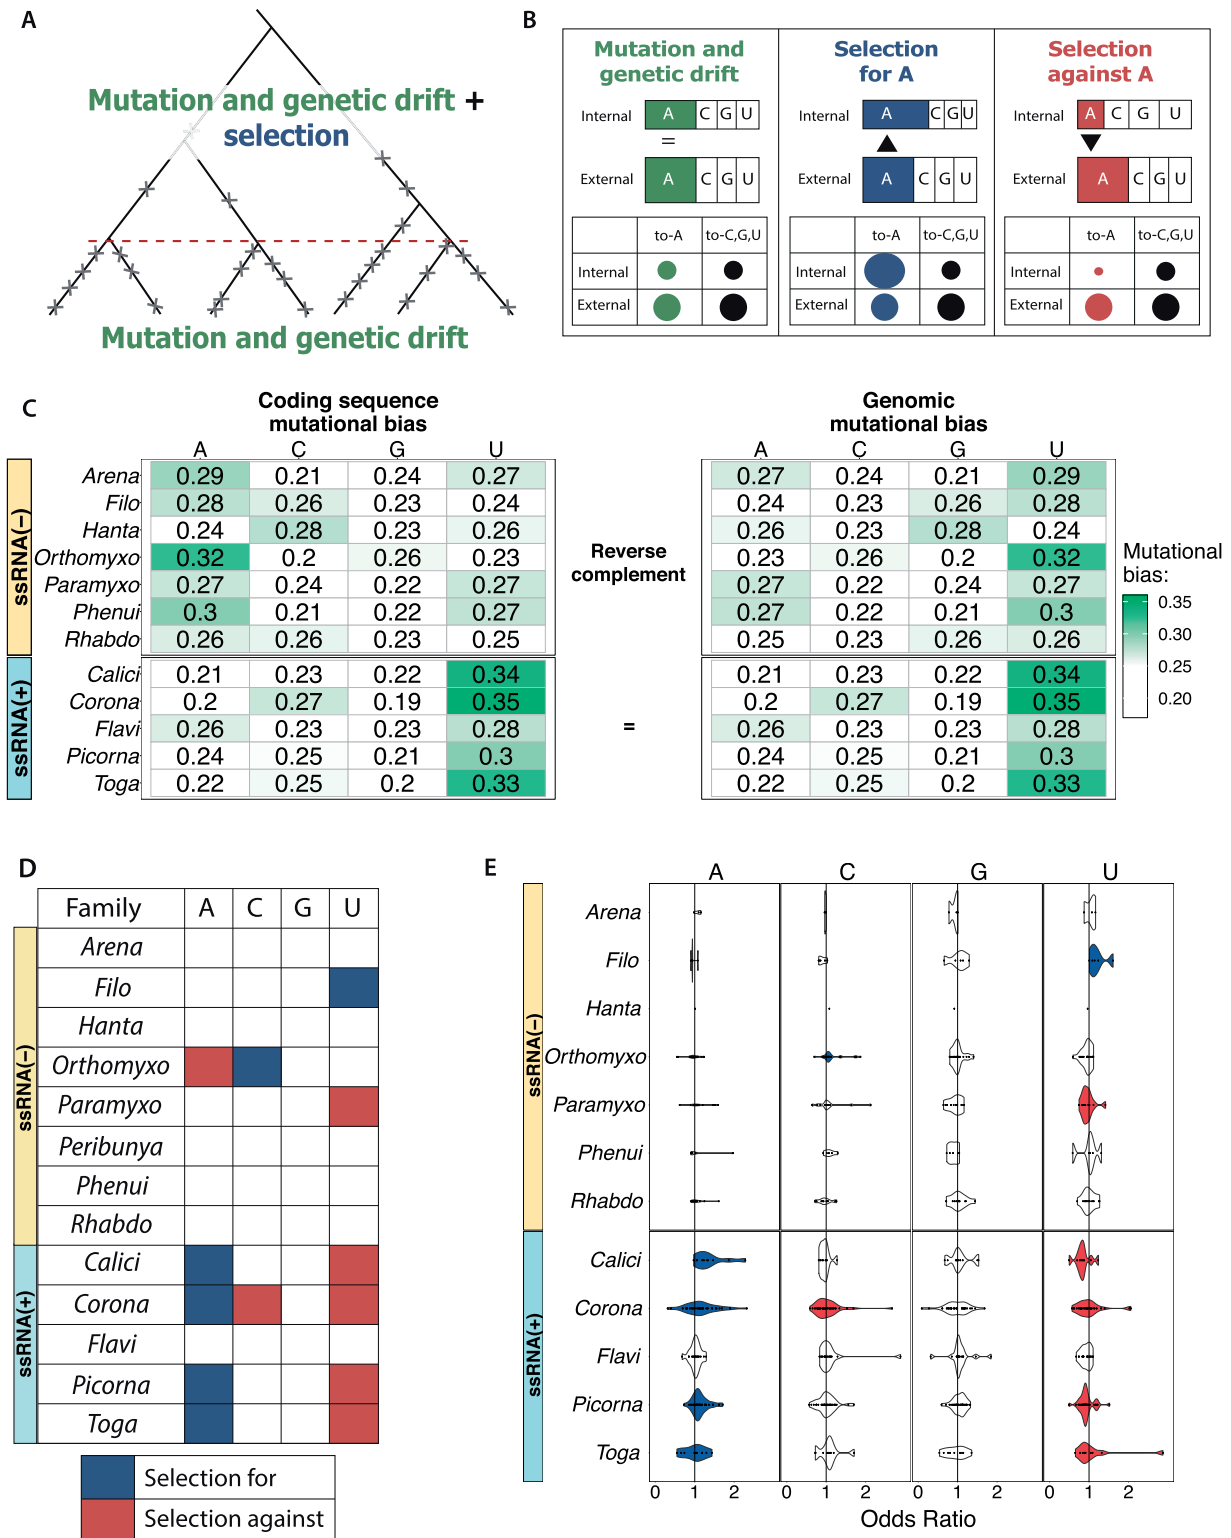 A
Mutation and genetic drift +
selection
Mutation and genetic drift
B
Mutation and
genetic drift
Internal
A C G U
=
External
A C G U
to-A to-C,G,U
Internal
External
Selection
for A
Internal
A C G U
External
A C G U
to-A to-C,G,U
Internal
External
Selection
against A
Internal
A C G U
External
A C G U
to-A to-C,G,U
Internal
External
C
Coding sequence
mutational bias
Genomic
mutational bias
A C G U A C G U
ssRNA(−)
Arena 0.29 0.21 0.24 0.27 0.27 0.24 0.21 0.29
Filo 0.28 0.26 0.23 0.24 0.24 0.23 0.26 0.28
Hanta 0.24 0.28 0.23 0.26 0.26 0.23 0.28 0.24
Orthomyxo 0.32 0.2 0.26 0.23 0.23 0.26 0.2 0.32
Paramyxo 0.27 0.24 0.22 0.27 0.27 0.22 0.24 0.27
Phenui 0.3 0.21 0.22 0.27 0.27 0.22 0.21 0.3
Rhabdo 0.26 0.26 0.23 0.25 0.25 0.23 0.26 0.26
Reverse
complement
ssRNA(+)
Calici 0.21 0.23 0.22 0.34 0.21 0.23 0.22 0.34
Corona 0.2 0.27 0.19 0.35 0.2 0.27 0.19 0.35
Flavi 0.26 0.23 0.23 0.28 = 0.26 0.23 0.23 0.28
Picorna 0.24 0.25 0.21 0.3 0.24 0.25 0.21 0.3
Toga 0.22 0.25 0.2 0.33 0.22 0.25 0.2 0.33
Mutational
bias:
0.35
0.30
0.25
0.20
D
Family A C G U
ssRNA(−)
Arena
Filo
Hanta
Orthomyxo
Paramyxo
Peribunya
Phenui
Rhabdo
ssRNA(+)
Calici
Corona
Flavi
Picorna
Toga
Selection for
Selection against
E
A C G U
ssRNA(−)
Arena
Filo
Hanta
Orthomyxo
Paramyxo
Phenui
Rhabdo
ssRNA(+)
Calici
Corona
Flavi
Picorna
Toga
0 1 2 0 1 2 0 1 2 0 1 2
Odds Ratio